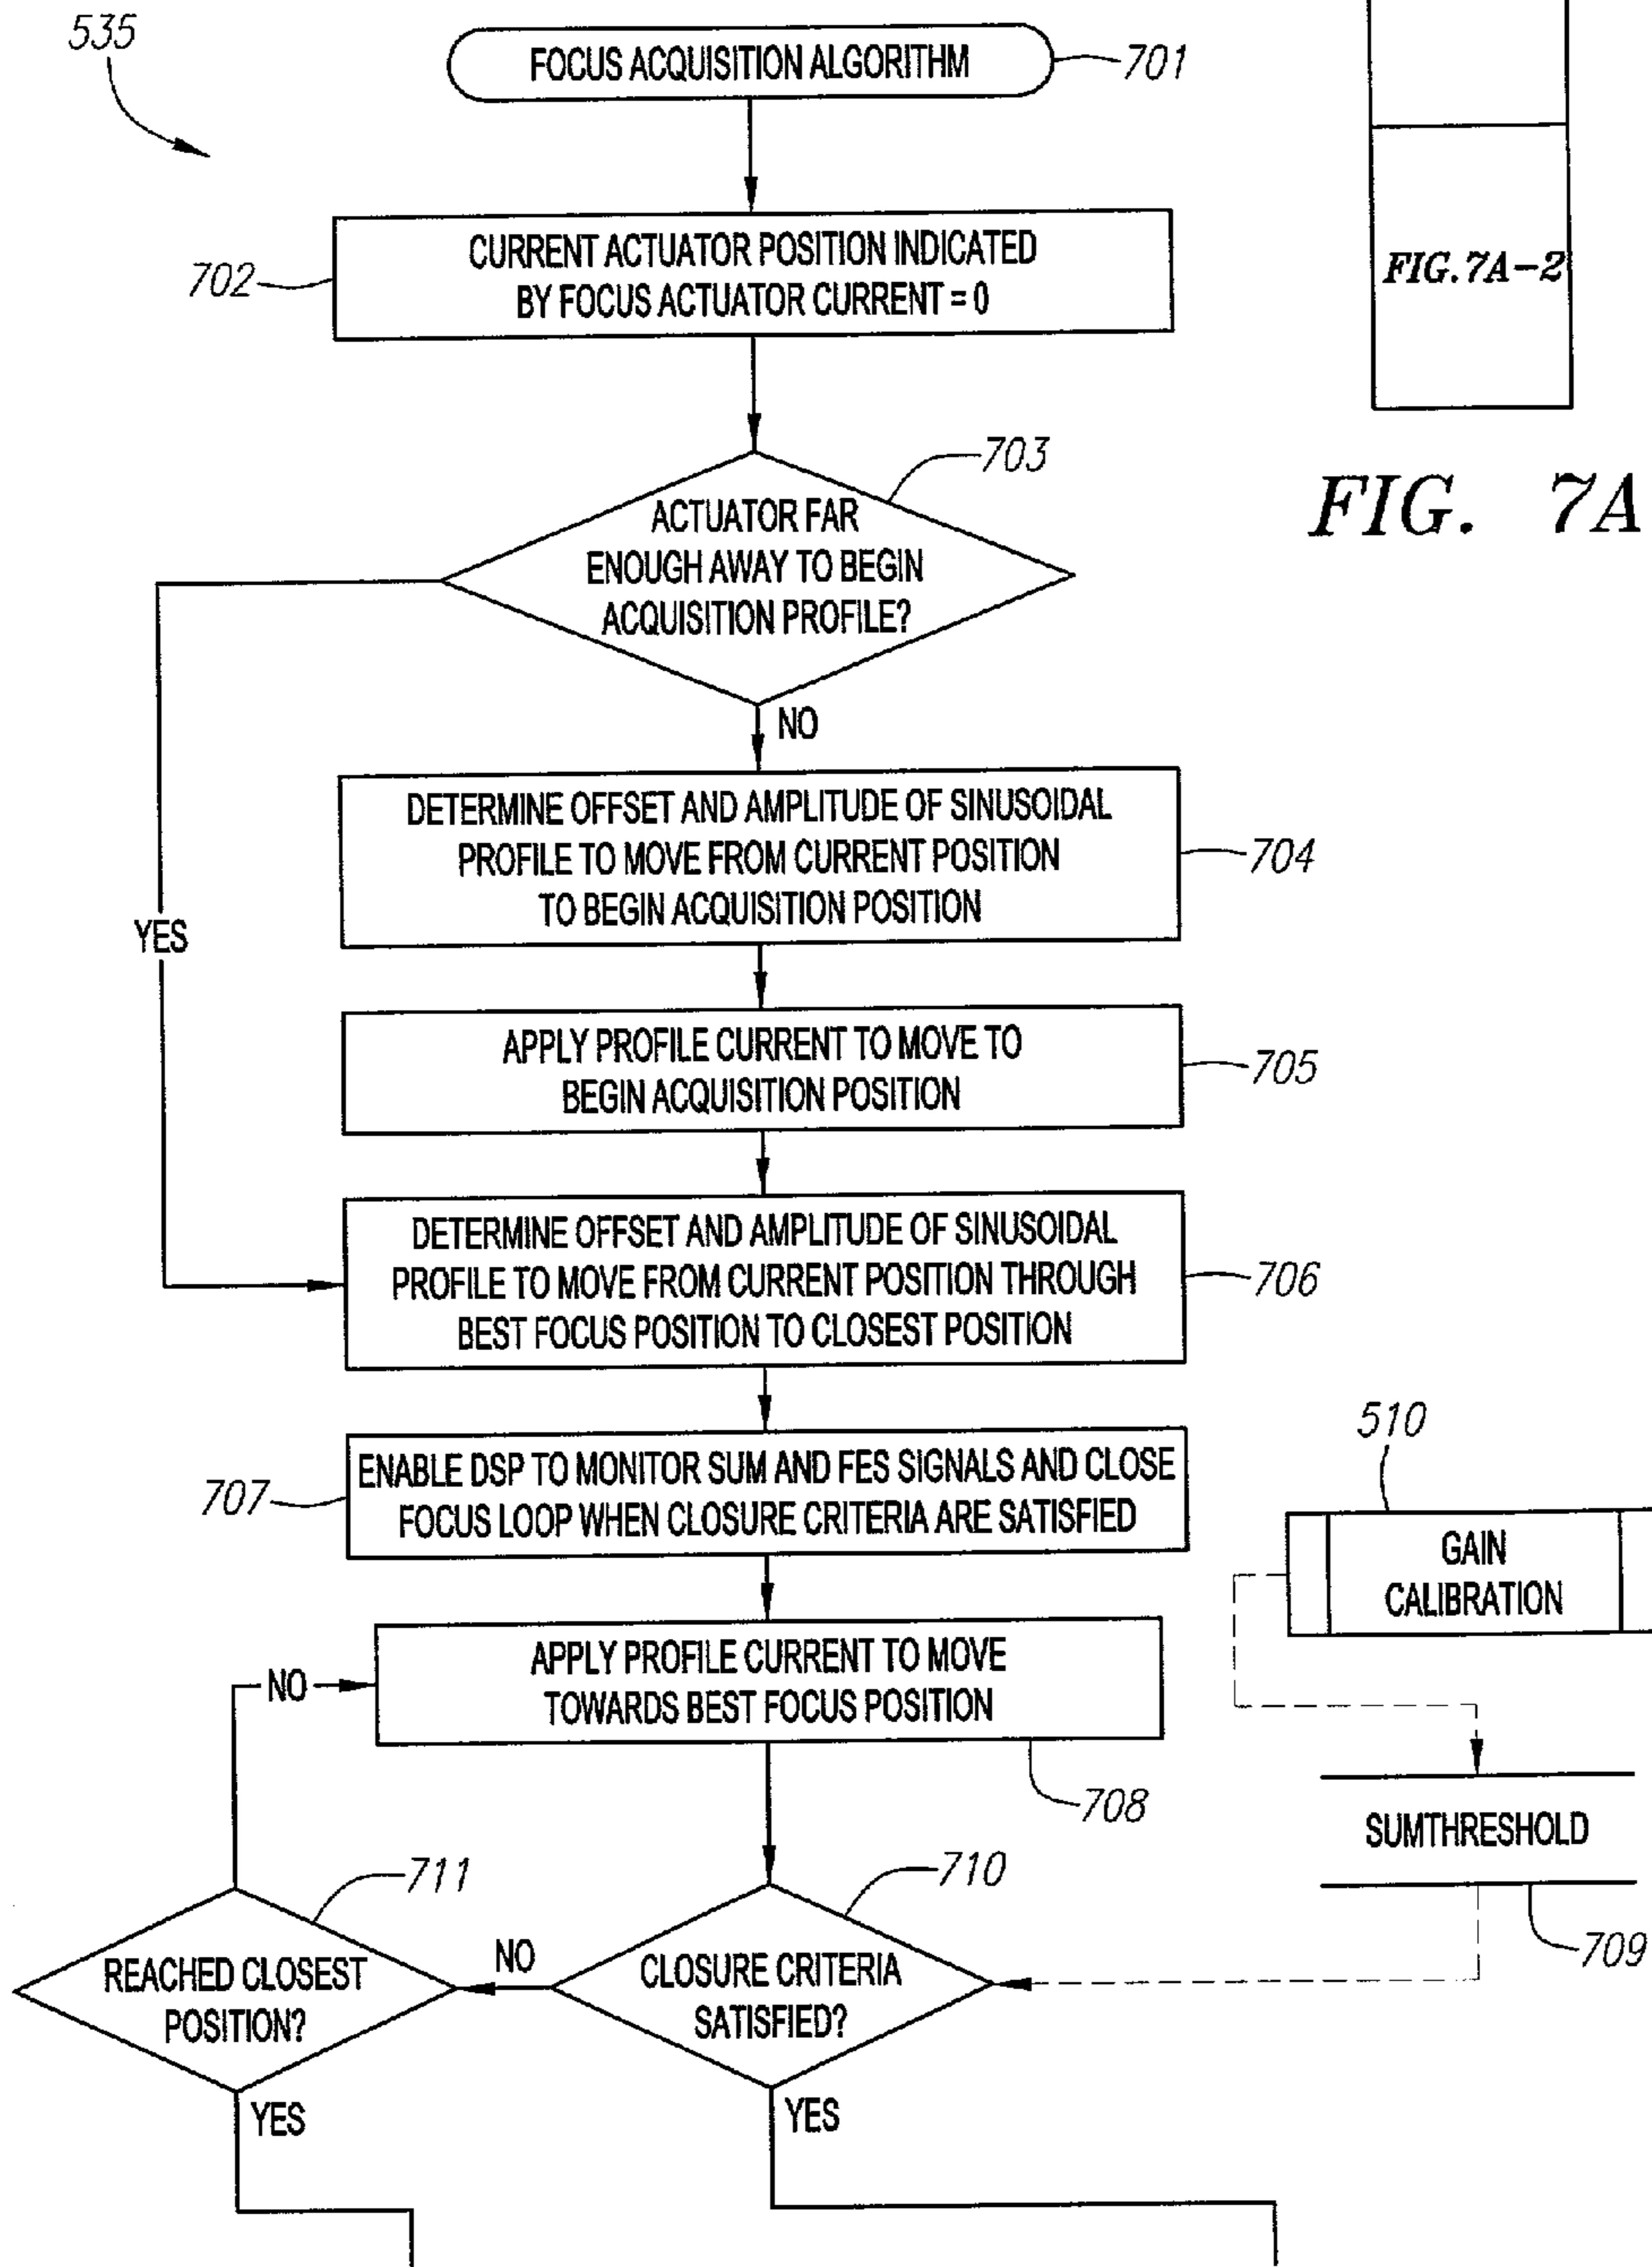 535
FOCUS ACQUISITION ALGORITHM
701
702
CURRENT ACTUATOR POSITION INDICATED
BY FOCUS ACTUATOR CURRENT = 0
FIG. 7A-2
FIG. 7A
703
ACTUATOR FAR
ENOUGH AWAY TO BEGIN
ACQUISITION PROFILE?
NO
YES
DETERMINE OFFSET AND AMPLITUDE OF SINUSOIDAL
PROFILE TO MOVE FROM CURRENT POSITION
TO BEGIN ACQUISITION POSITION
704
APPLY PROFILE CURRENT TO MOVE TO
BEGIN ACQUISITION POSITION
705
DETERMINE OFFSET AND AMPLITUDE OF SINUSOIDAL
PROFILE TO MOVE FROM CURRENT POSITION THROUGH
BEST FOCUS POSITION TO CLOSEST POSITION
706
707
ENABLE DSP TO MONITOR SUM AND FES SIGNALS AND CLOSE
FOCUS LOOP WHEN CLOSURE CRITERIA ARE SATISFIED
510
GAIN
CALIBRATION
NO
APPLY PROFILE CURRENT TO MOVE
TOWARDS BEST FOCUS POSITION
708
SUMTHRESHOLD
709
711
REACHED CLOSEST
POSITION?
NO
710
CLOSURE CRITERIA
SATISFIED?
YES
YES